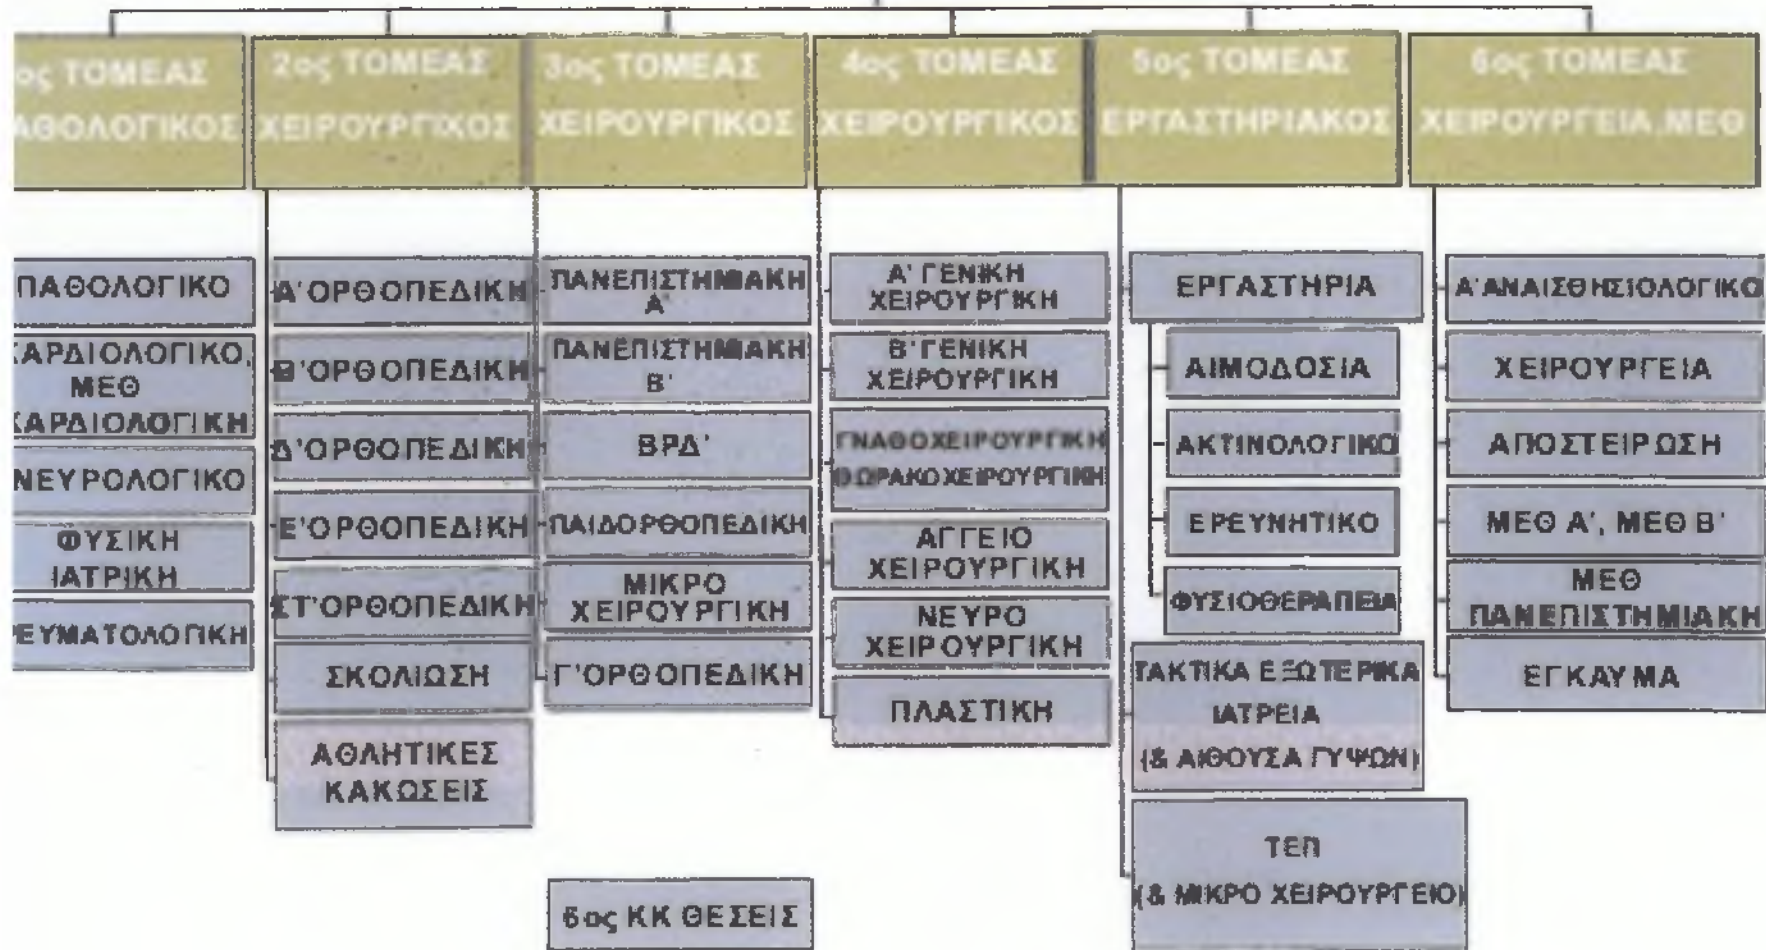 ος ΤΟΜΕΑΣ
ΑΘΟΛΟΓΙΚΟΣ
2ος ΤΟΜΕΑΣ
ΧΕΙΡΟΥΡΓΙΚΟΣ
3ος ΤΟΜΕΑΣ
ΧΕΙΡΟΥΡΓΙΚΟΣ
4ος ΤΟΜΕΑΣ
ΧΕΙΡΟΥΡΓΙΚΟΣ
5ος ΤΟΜΕΑΣ
ΕΡΓΑΣΤΗΡΙΑΚΟΣ
6ος ΤΟΜΕΑΣ
ΧΕΙΡΟΥΡΓΕΙΑ,ΜΕΘ
ΠΑΘΟΛΟΓΙΚΟ
ΚΑΡΔΙΟΛΟΓΙΚΟ,
ΜΕΘ
ΚΑΡΔΙΟΛΟΓΙΚΗ
ΝΕΥΡΟΛΟΓΙΚΟ
ΦΥΣΙΚΗ
ΙΑΤΡΙΚΗ
ΡΕΥΜΑΤΟΛΟΓΙΚΗ
Α'ΟΡΘΟΠΕΔΙΚΗ
Β'ΟΡΘΟΠΕΔΙΚΗ
Δ'ΟΡΘΟΠΕΔΙΚΗ
Ε'ΟΡΘΟΠΕΔΙΚΗ
ΣΤ'ΟΡΘΟΠΕΔΙΚΗ
ΣΚΟΛΙΩΣΗ
ΑΘΛΗΤΙΚΕΣ
ΚΑΚΩΣΕΙΣ
ΠΑΝΕΠΙΣΤΗΜΙΑΚΗ
Α'
ΠΑΝΕΠΙΣΤΗΜΙΑΚΗ
Β'
ΒΡΔ'
ΠΑΙΔΟΡΘΟΠΕΔΙΚΗ
ΜΙΚΡΟ
ΧΕΙΡΟΥΡΓΙΚΗ
Γ'ΟΡΘΟΠΕΔΙΚΗ
6ος ΚΚ ΘΕΣΕΙΣ
Α' ΓΕΝΙΚΗ
ΧΕΙΡΟΥΡΓΙΚΗ
Β'ΓΕΝΙΚΗ
ΧΕΙΡΟΥΡΓΙΚΗ
ΓΝΑΘΟΧΕΙΡΟΥΡΓΙΚΗ
ΘΩΡΑΚΟΧΕΙΡΟΥΡΓΙΚΗ
ΑΓΓΕΙΟ
ΧΕΙΡΟΥΡΓΙΚΗ
ΝΕΥΡΟ
ΧΕΙΡΟΥΡΓΙΚΗ
ΠΛΑΣΤΙΚΗ
ΕΡΓΑΣΤΗΡΙΑ
ΑΙΜΟΔΟΣΙΑ
ΑΚΤΙΝΟΛΟΓΙΚΟ
ΕΡΕΥΝΗΤΙΚΟ
ΦΥΣΙΟΘΕΡΑΠΕΙΑ
ΤΑΚΤΙΚΑ ΕΞΩΤΕΡΙΚΑ
ΙΑΤΡΕΙΑ
(& ΑΙΘΟΥΣΑ ΓΥΨΩΝ)
ΤΕΠ
(& ΜΙΚΡΟ ΧΕΙΡΟΥΡΓΕΙΟ)
Α'ΑΝΑΙΣΘΗΣΙΟΛΟΓΙΚΟ
ΧΕΙΡΟΥΡΓΕΙΑ
ΑΠΟΣΤΕΙΡΩΣΗ
ΜΕΘ Α', ΜΕΘ Β'
ΜΕΘ
ΠΑΝΕΠΙΣΤΗΜΙΑΚΗ
ΕΓΚΑΥΜΑ